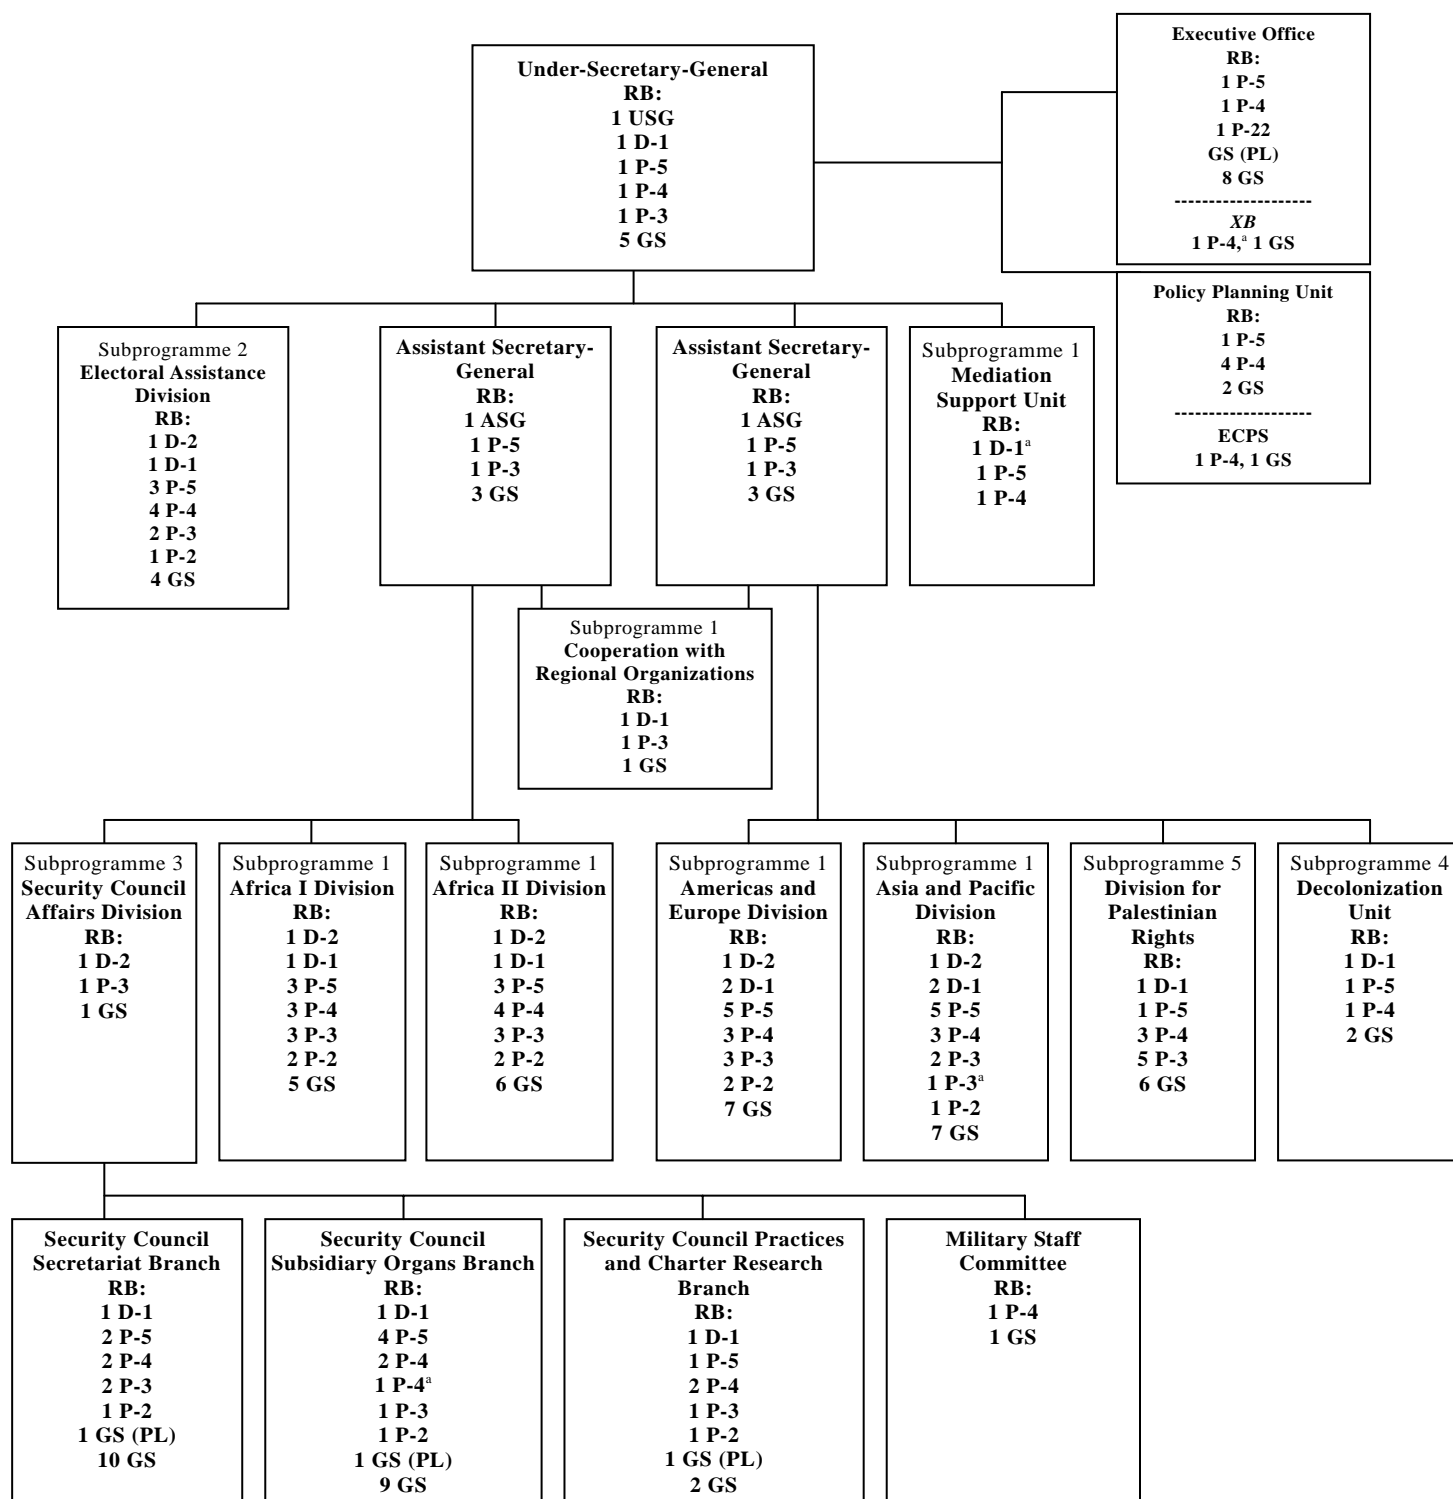 Under-Secretary-General
RB:
1 USG
1 D-1
1 P-5
1 P-4
1 P-3
5 GS
Executive Office
RB:
1 P-5
1 P-4
1 P-22
GS (PL)
8 GS
--------------------
XB
1 P-4,ª 1 GS
Policy Planning Unit
RB:
1 P-5
4 P-4
2 GS
--------------------
ECPS
1 P-4, 1 GS
Subprogramme 2
Electoral Assistance
Division
RB:
1 D-2
1 D-1
3 P-5
4 P-4
2 P-3
1 P-2
4 GS
Assistant Secretary-
General
RB:
1 ASG
1 P-5
1 P-3
3 GS
Assistant Secretary-
General
RB:
1 ASG
1 P-5
1 P-3
3 GS
Subprogramme 1
Mediation
Support Unit
RB:
1 D-1ª
1 P-5
1 P-4
Subprogramme 1
Cooperation with
Regional Organizations
RB:
1 D-1
1 P-3
1 GS
Subprogramme 3
Security Council
Affairs Division
RB:
1 D-2
1 P-3
1 GS
Subprogramme 1
Africa I Division
RB:
1 D-2
1 D-1
3 P-5
3 P-4
3 P-3
2 P-2
5 GS
Subprogramme 1
Africa II Division
RB:
1 D-2
1 D-1
3 P-5
4 P-4
3 P-3
2 P-2
6 GS
Subprogramme 1
Americas and
Europe Division
RB:
1 D-2
2 D-1
5 P-5
3 P-4
3 P-3
2 P-2
7 GS
Subprogramme 1
Asia and Pacific
Division
RB:
1 D-2
2 D-1
5 P-5
3 P-4
2 P-3
1 P-3ª
1 P-2
7 GS
Subprogramme 5
Division for
Palestinian
Rights
RB:
1 D-1
1 P-5
3 P-4
5 P-3
6 GS
Subprogramme 4
Decolonization
Unit
RB:
1 D-1
1 P-5
1 P-4
2 GS
Security Council
Secretariat Branch
RB:
1 D-1
2 P-5
2 P-4
2 P-3
1 P-2
1 GS (PL)
10 GS
Security Council
Subsidiary Organs Branch
RB:
1 D-1
4 P-5
2 P-4
1 P-4ª
1 P-3
1 P-2
1 GS (PL)
9 GS
Security Council Practices
and Charter Research
Branch
RB:
1 D-1
1 P-5
2 P-4
1 P-3
1 P-2
1 GS (PL)
2 GS
Military Staff
Committee
RB:
1 P-4
1 GS